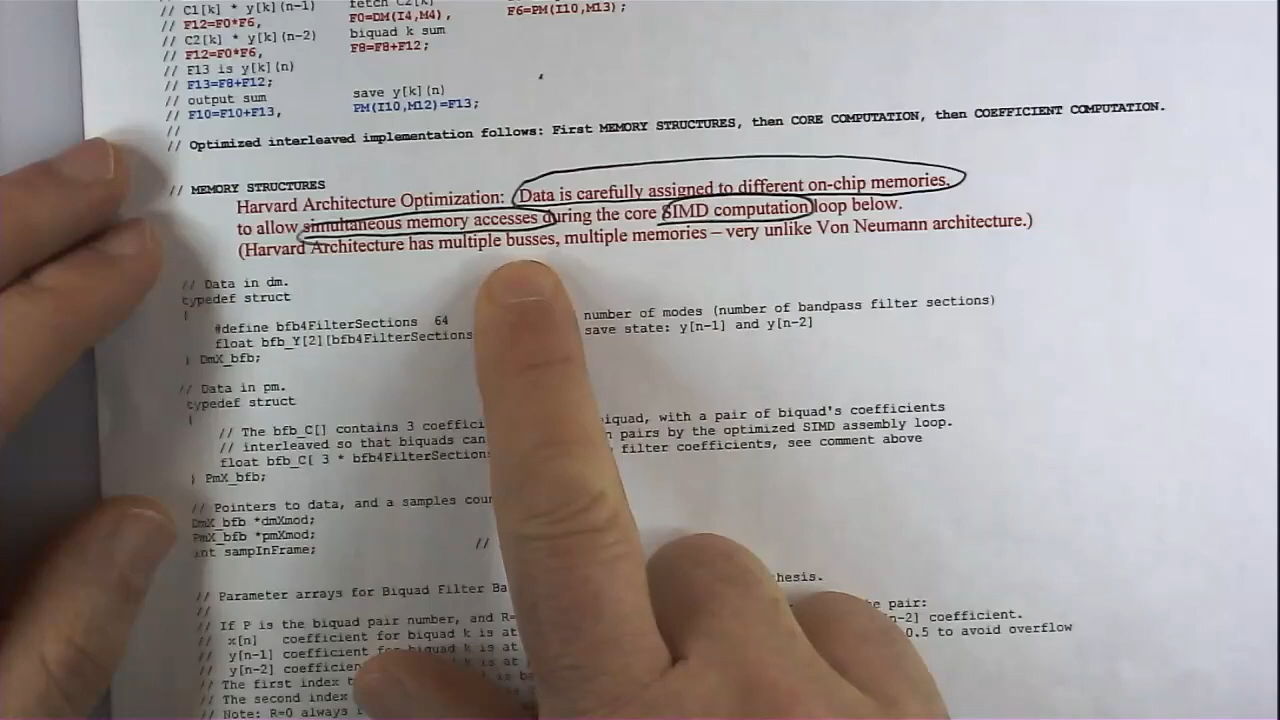 // C1[k] * y[k](n-1) fetch C2[k]
// F12=F0*F6, F0=DM(I4,M4), F6=PM(I10,M13);
// C2[k] * y[k](n-2) biquad k sum
// F12=F0*F6, F8=F8+F12;
// F13 is y[k](n)
// F13=F8+F12;
// output sum save y[k](n)
// F10=F10+F13, PM(I10,M12)=F13;
//
// Optimized interleaved implementation follows: First MEMORY STRUCTURES, then CORE COMPUTATION, then COEFFICIENT COMPUTATION.
// MEMORY STRUCTURES
Harvard Architecture Optimization: Data is carefully assigned to different on-chip memories,
to allow simultaneous memory accesses during the core SIMD computation loop below.
(Harvard Architecture has multiple busses, multiple memories – very unlike Von Neumann architecture.)
// Data in dm.
typedef struct
{
#define bfb4FilterSections 64 number of modes (number of bandpass filter sections)
float bfb_Y[2][bfb4FilterSections save state: y[n-1] and y[n-2]
} DmX_bfb;
// Data in pm.
typedef struct
{
// The bfb_C[] contains 3 coeffici biquad, with a pair of biquad's coefficients
// interleaved so that biquads can pairs by the optimized SIMD assembly loop.
float bfb_C[ 3 * bfb4FilterSection filter coefficients, see comment above
} PmX_bfb;
// Pointers to data, and a samples coun
DmX_bfb *dmXmod;
PmX_bfb *pmXmod;
int sampInFrame; //
// Parameter arrays for Biquad Filter Ba hesis.
//
// If P is the biquad pair number, and R= he pair:
// x[n] coefficient for biquad k is at n-2] coefficient.
// y[n-1] coefficient for biquad k is at 0.5 to avoid overflow
// y[n-2] coefficien k is at
// The first index
// The second index
// Note: R=0 always